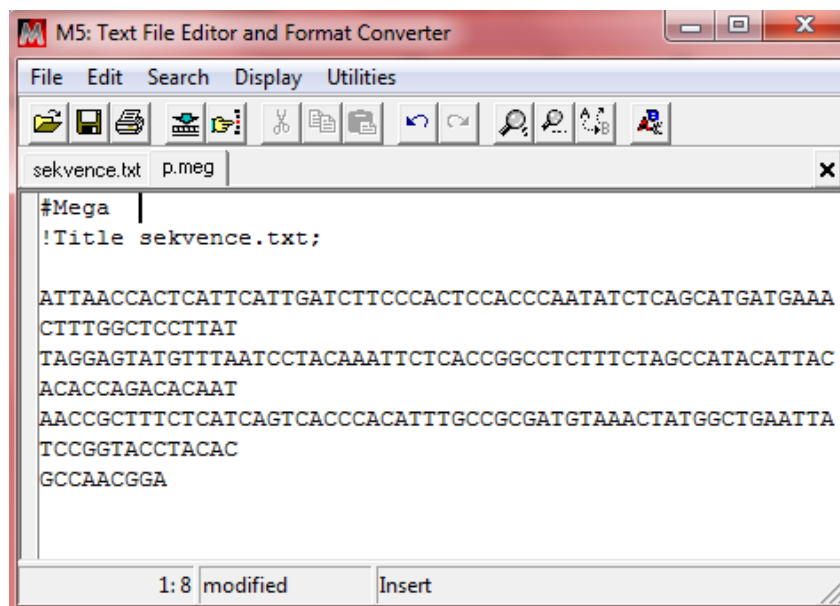 M5: Text File Editor and Format Converter
File Edit Search Display Utilities
sekvence.txt p.meg
#Mega
!Title sekvence.txt;
ATTAACCACTCATTCATTGATCTTCCCACTCCACCCAATATCTCAGCATGATGAAA
CTTTGGCTCCTTAT
TAGGAGTATGTTTAATCCTACAAATTCTCACCGGCCTCTTTCTAGCCATACATTAC
ACACCAGACACAAT
AACCGCTTTCTCATCAGTCACCCACATTTGCCGCGATGTAAACTATGGCTGAATTA
TCCGGTACCTACAC
GCCAACGGA
1: 8 modified Insert